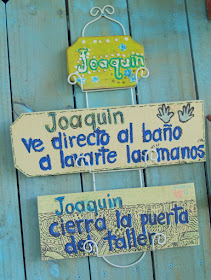 Joaquin
Joaquin
ve directo al baño
a lavarte las manos
Joaquin
cierra la puerta
del taller